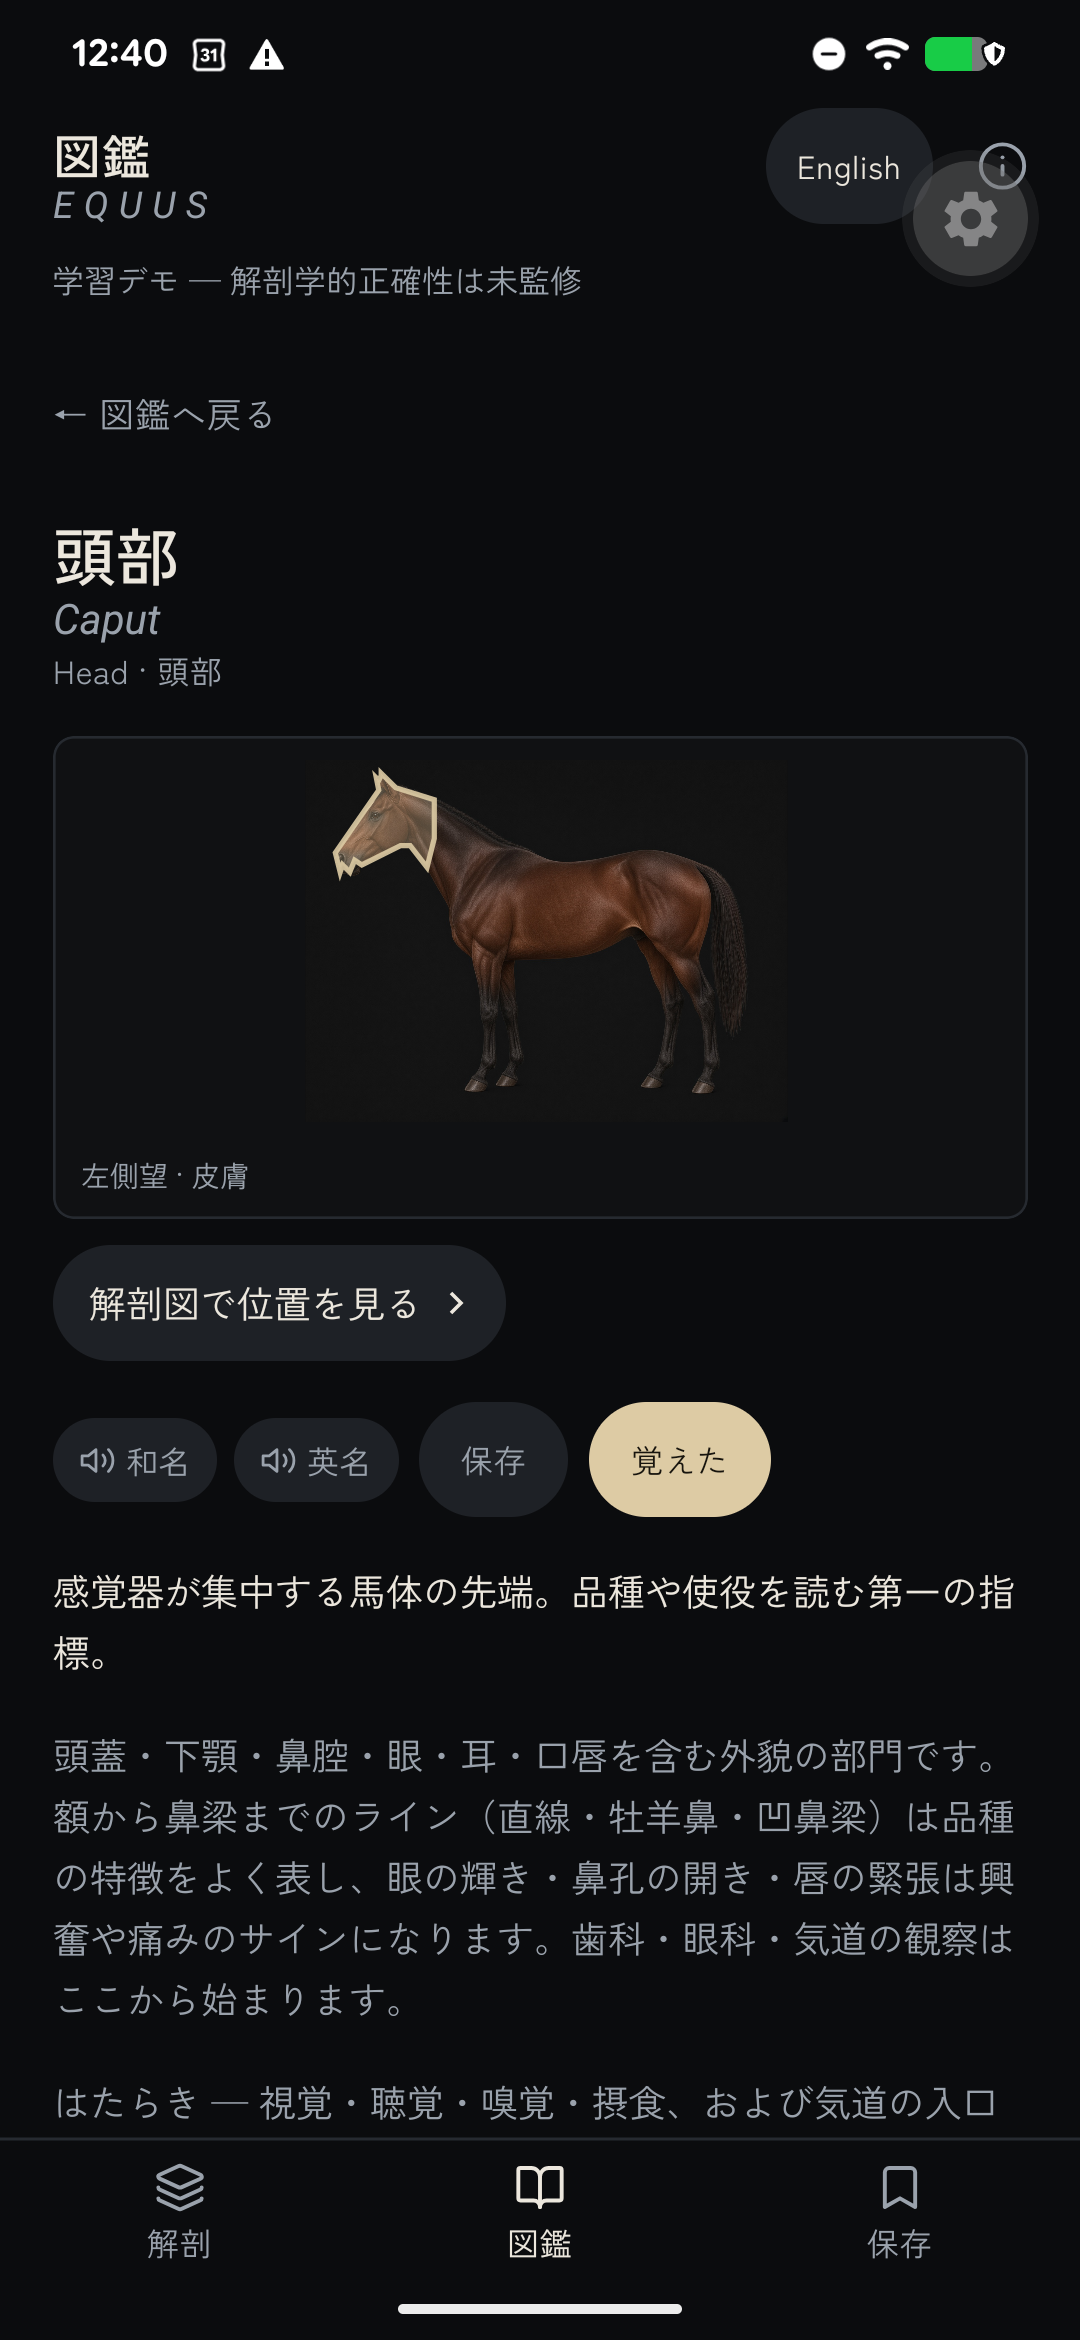 12:40
31
図鑑
EQUUS
English
学習デモ — 解剖学的正確性は未監修
← 図鑑へ戻る
頭部
Caput
Head · 頭部
左側望 · 皮膚
解剖図で位置を見る
和名
英名
保存
覚えた
感覚器が集中する馬体の先端。品種や使役を読む第一の指
標。
頭蓋・下顎・鼻腔・眼・耳・口唇を含む外貌の部門です。
額から鼻梁までのライン（直線・牡羊鼻・凹鼻梁）は品種
の特徴をよく表し、眼の輝き・鼻孔の開き・唇の緊張は興
奮や痛みのサインになります。歯科・眼科・気道の観察は
ここから始まります。
はたらき — 視覚・聴覚・嗅覚・摂食、および気道の入口
解剖
図鑑
保存